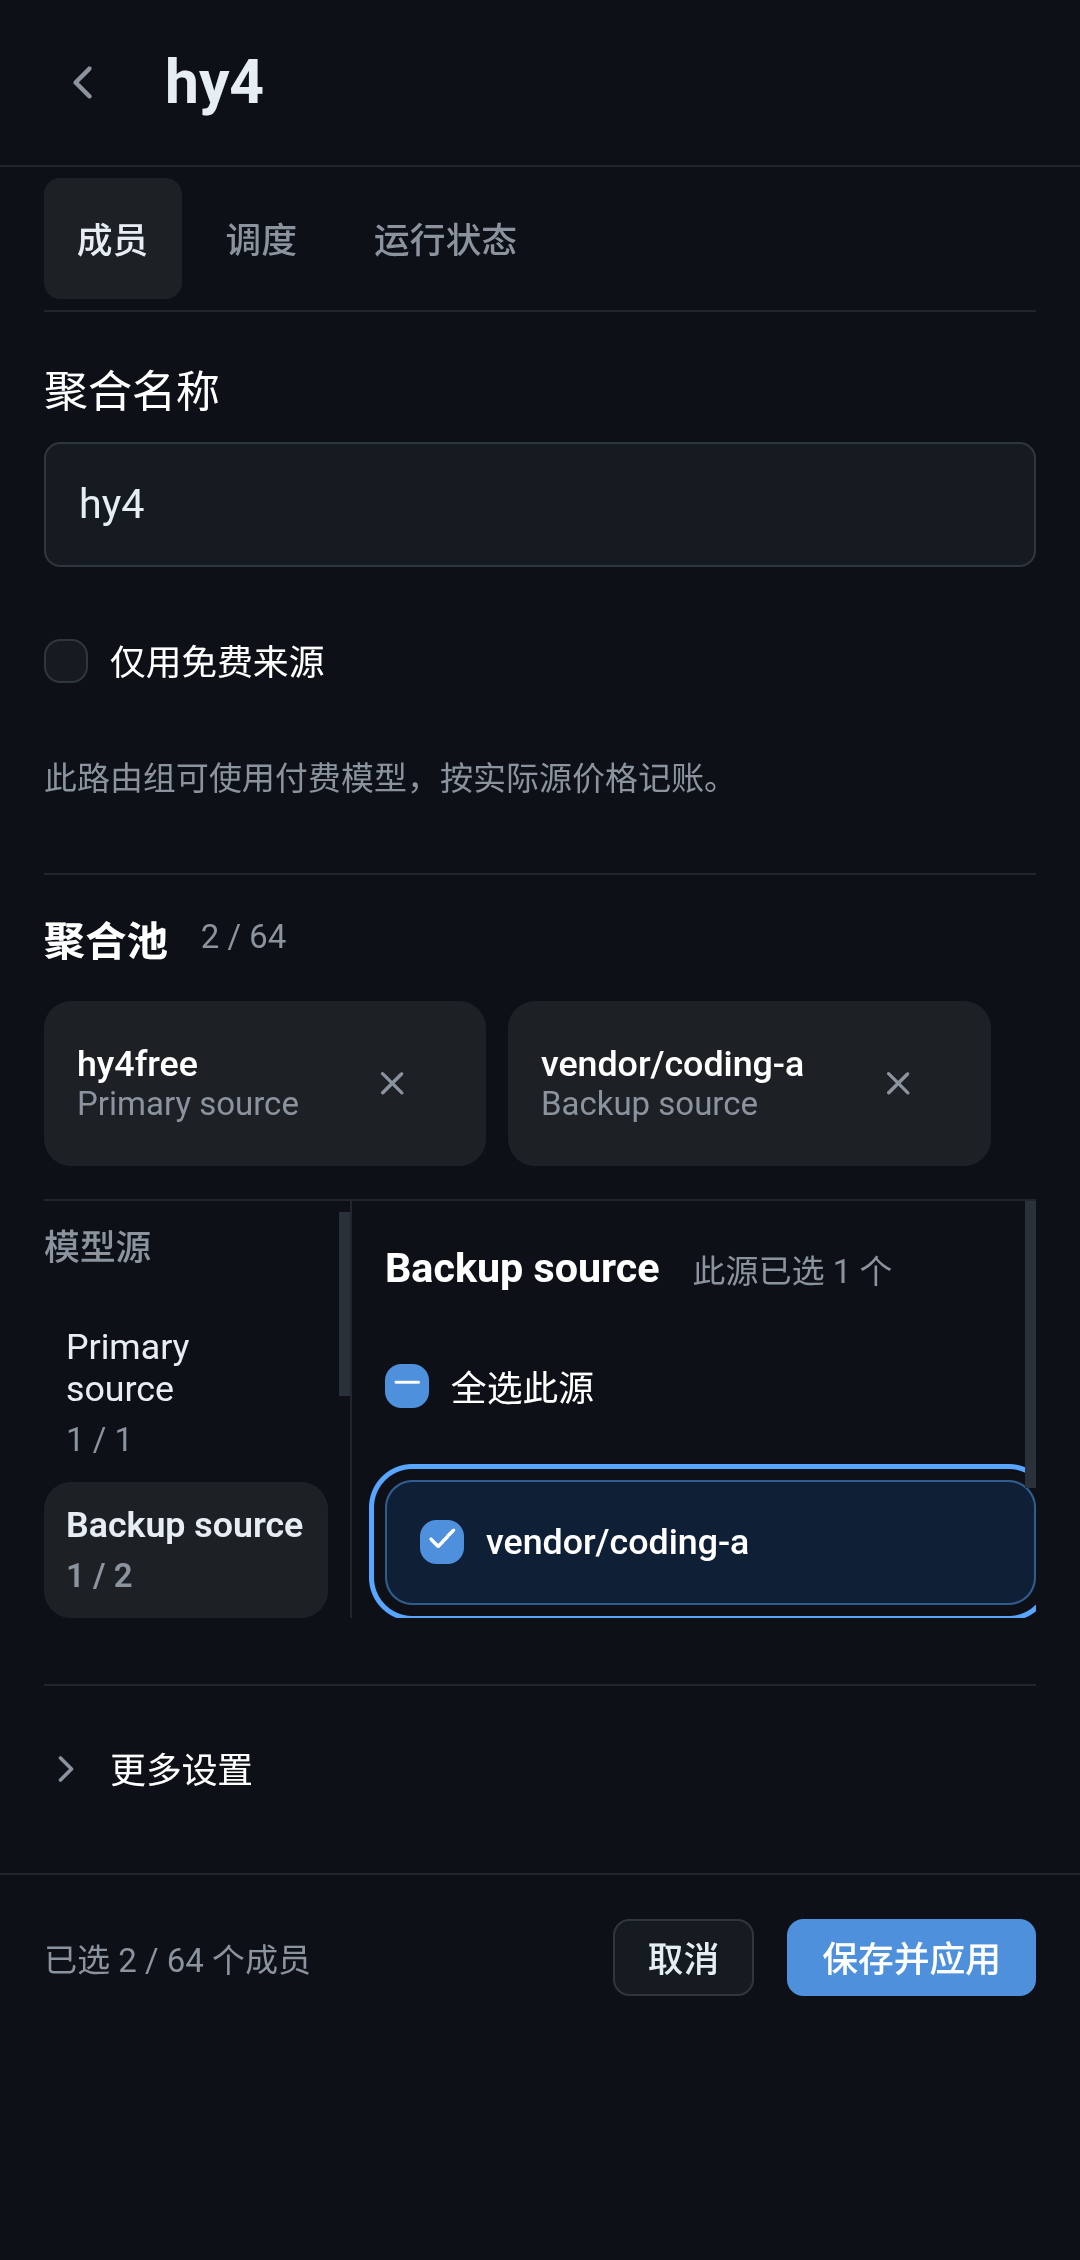 hy4
成员
调度
运行状态
聚合名称
hy4
仅用免费来源
此路由组可使用付费模型，按实际源价格记账。
聚合池 2 / 64
hy4free
Primary source
vendor/coding-a
Backup source
模型源
Primary
source
1 / 1
Backup source
1 / 2
Backup source 此源已选 1 个
全选此源
vendor/coding-a
更多设置
已选 2 / 64 个成员
取消
保存并应用